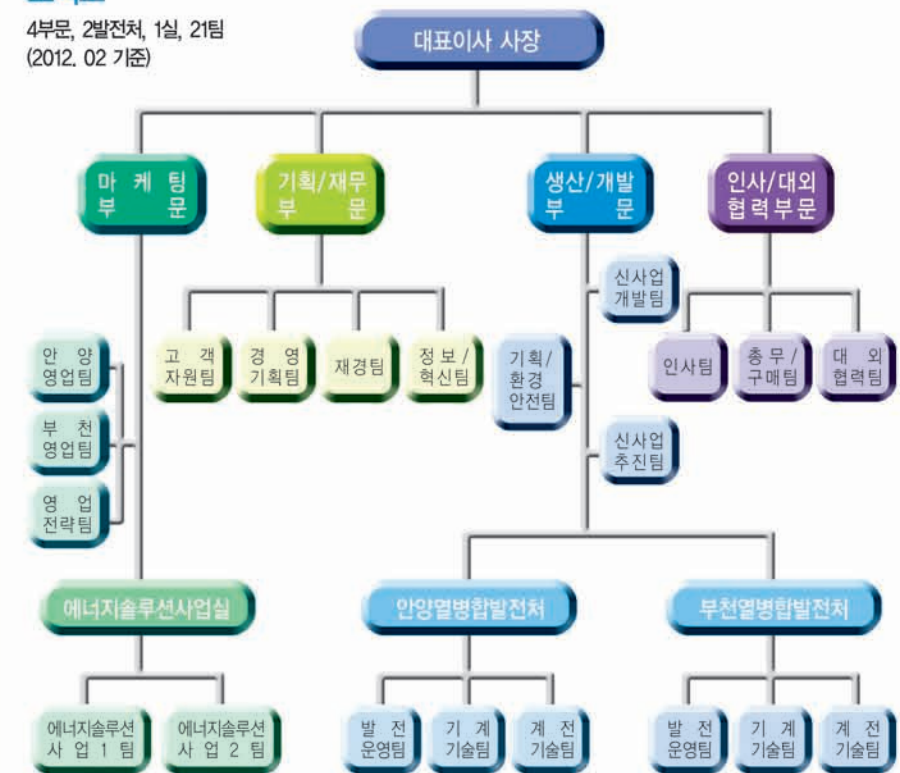 4부문, 2발전처, 1실, 21팀
(2012. 02 기준)
대표이사 사장
마 케 팅
부 문
기획/재무
부 문
생산/개발
부 문
인사/대외
협력부문
신사업
개발팀
안 양
영업팀
고 객
자원팀
경 영
기획팀
재경팀
정보/
혁신팀
기획/
환경
안전팀
인사팀
총무/
구매팀
대 외
협력팀
부 천
영업팀
신사업
추진팀
영 업
전략팀
에너지솔루션사업실
안양열병합발전처
부천열병합발전처
에너지솔루션
사 업 1 팀
에너지솔루션
사 업 2 팀
발 전
운영팀
기 계
기술팀
계 전
기술팀
발 전
운영팀
기 계
기술팀
계 전
기술팀